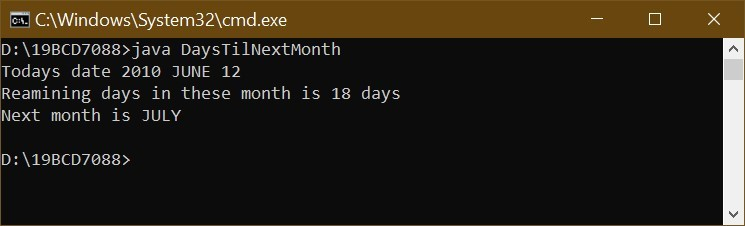 C:\Windows\System32\cmd.exe
D:\19BCD7088>java DaysTilNextMonth
Todays date 2010 JUNE 12
Reamining days in these month is 18 days
Next month is JULY
D:\19BCD7088>